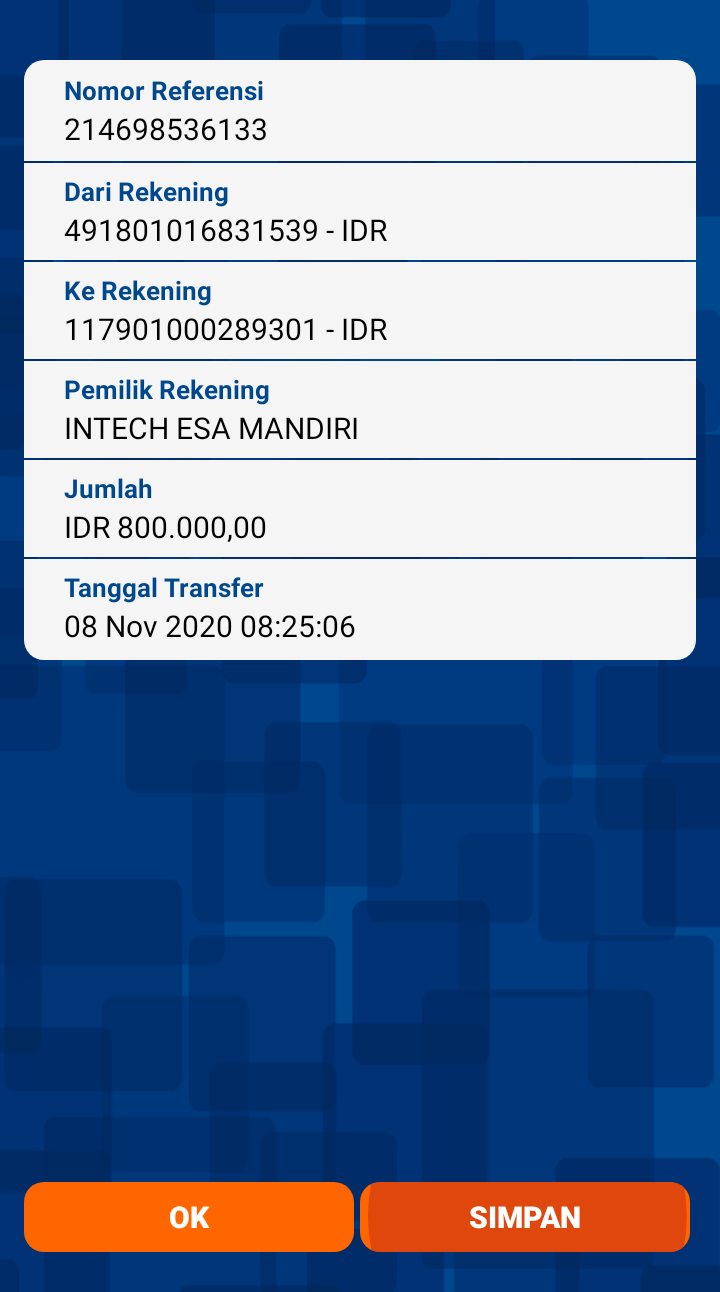 Nomor Referensi
214698536133
Dari Rekening
491801016831539 - IDR
Ke Rekening
117901000289301 - IDR
Pemilik Rekening
INTECH ESA MANDIRI
Jumlah
IDR 800.000,00
Tanggal Transfer
08 Nov 2020 08:25:06
OK
SIMPAN